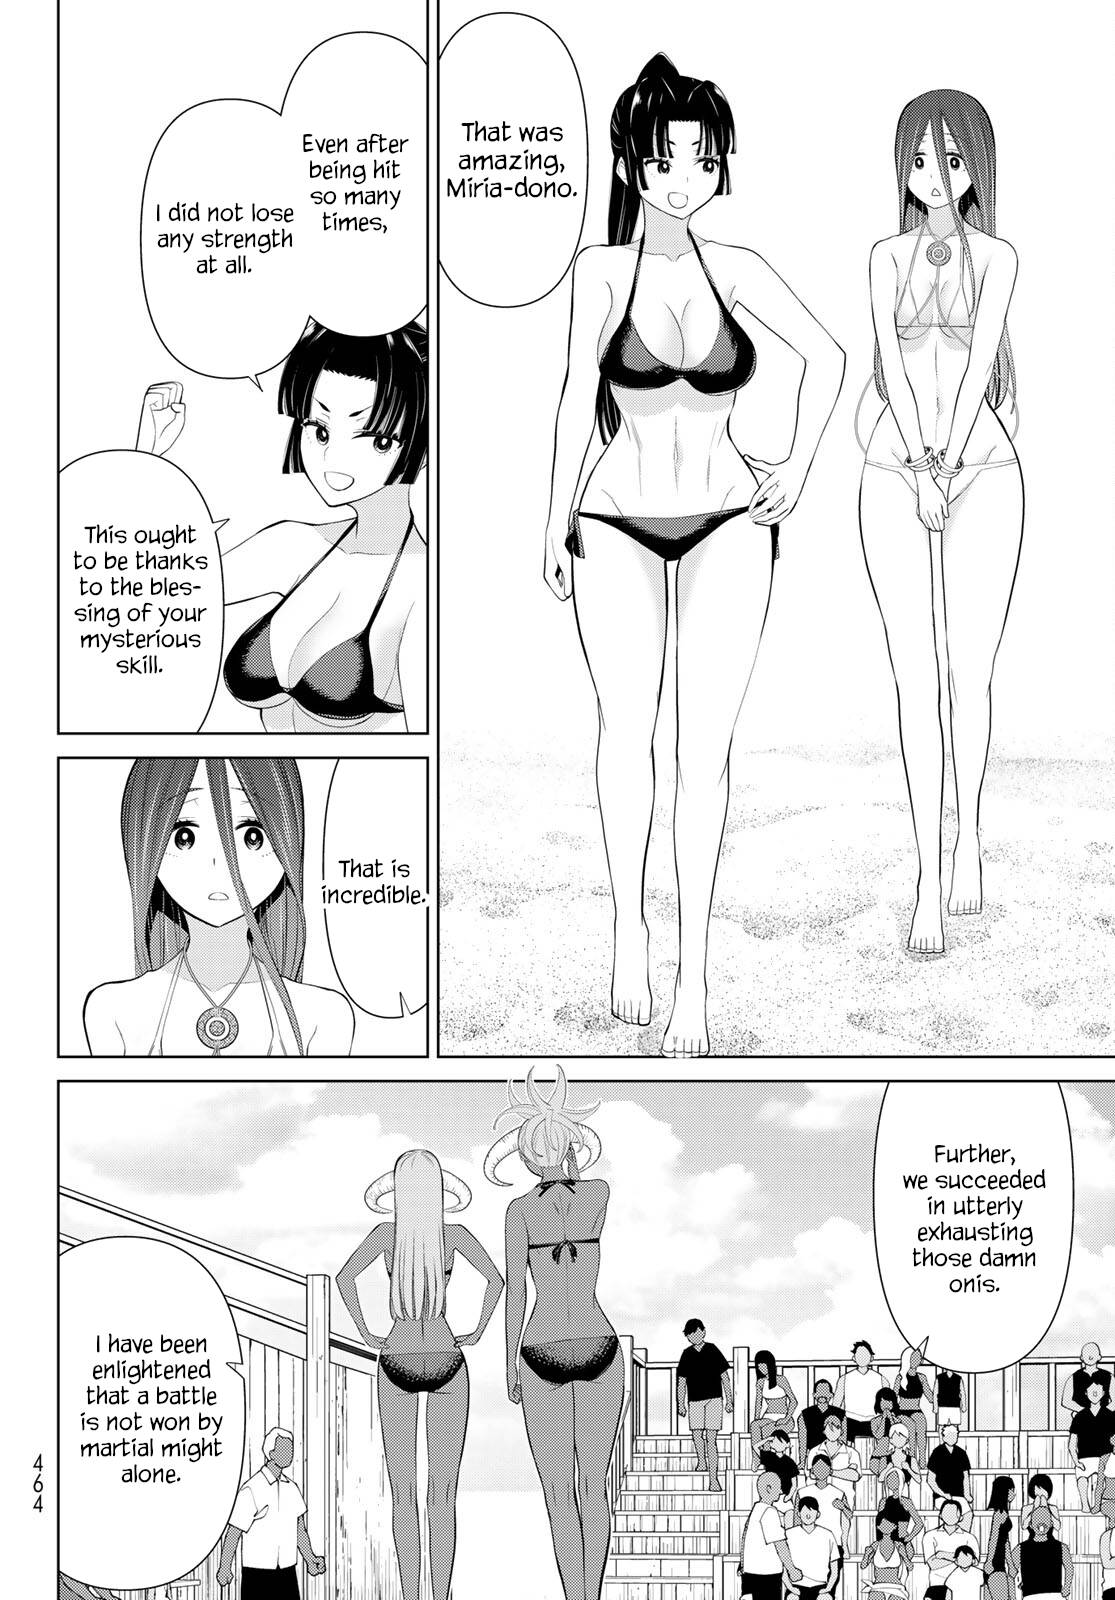 That was
amazing,
Miria-dono.
Even after
being hit
so many
times,
I did not lose
any strength
at all.
This ought
to be thanks
to the bles-
sing of your
mysterious
skill.
That is
incredible.
Further,
we succeeded
in utterly
exhausting
those damn
onis.
I have been
enlightened
that a battle
is not won by
martial might
alone.
464